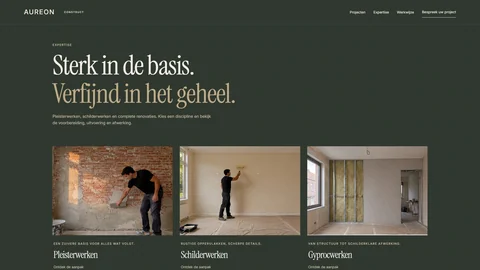 AUREON
Projecten
Expertise
Werkwijze
Bespreek uw project
EXPERTISE
Sterk in de basis.
Verfijnd in het geheel.
Pleisterwerken, schilderwerken en complete renovaties. Kies een discipline en bekijk
de voorbereiding, uitvoering en afwerking.
EEN ZUIVERE BASIS VOOR ALLES WAT VOLGT.
Pleisterwerken
Ontdek de aanpak
RUSTIGE OPPERVLAKKEN, SCHERPE DETAILS.
Schilderwerken
Ontdek de aanpak
VAN STRUCTUUR TOT SCHILDERKLARE AFWERKING.
Gyprocwerken
Ontdek de aanpak